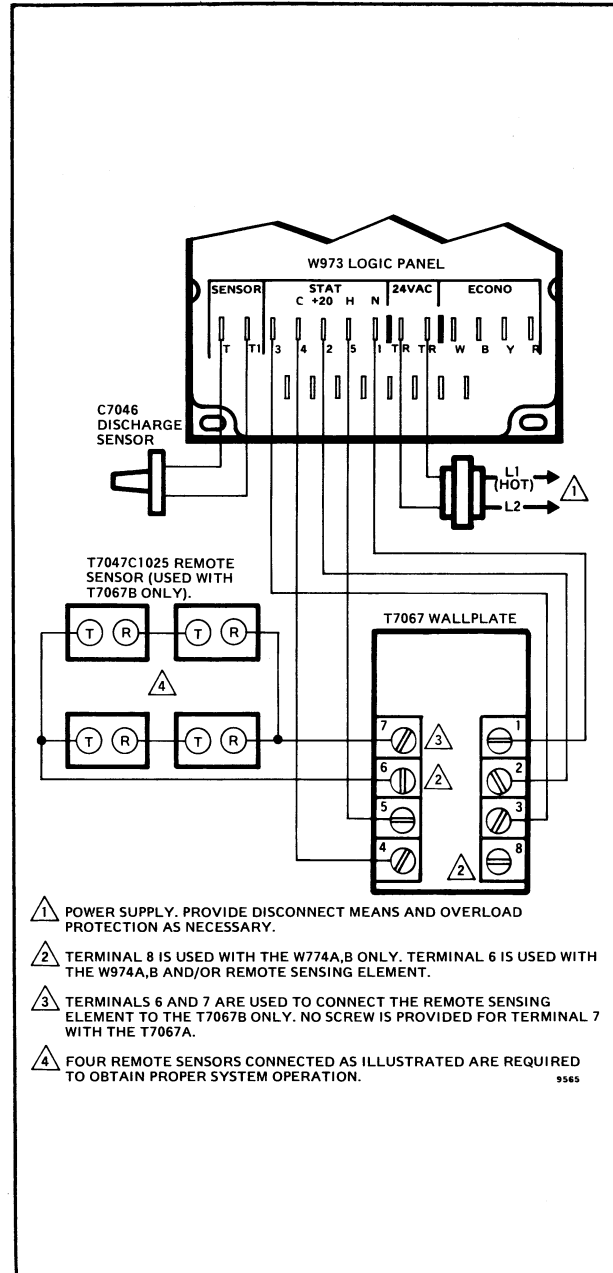 W973 LOGIC PANEL
SENSOR STAT 24VAC ECONO
C +20 H N
T T1 3 4 2 5 1 TR TR W B Y R
C7046
DISCHARGE
SENSOR
L1
(HOT)
1
L2
T7047C1025 REMOTE
SENSOR (USED WITH
T7067B ONLY).
T7067 WALLPLATE
T R T R
4
T R T R
7 3 1
6 2 2
5 3
4 2 8
1 POWER SUPPLY. PROVIDE DISCONNECT MEANS AND OVERLOAD
PROTECTION AS NECESSARY.
2 TERMINAL 8 IS USED WITH THE W774A,B ONLY. TERMINAL 6 IS USED WITH
THE W974A,B AND/OR REMOTE SENSING ELEMENT.
3 TERMINALS 6 AND 7 ARE USED TO CONNECT THE REMOTE SENSING
ELEMENT TO THE T7067B ONLY. NO SCREW IS PROVIDED FOR TERMINAL 7
WITH THE T7067A.
4 FOUR REMOTE SENSORS CONNECTED AS ILLUSTRATED ARE REQUIRED
TO OBTAIN PROPER SYSTEM OPERATION. 9565